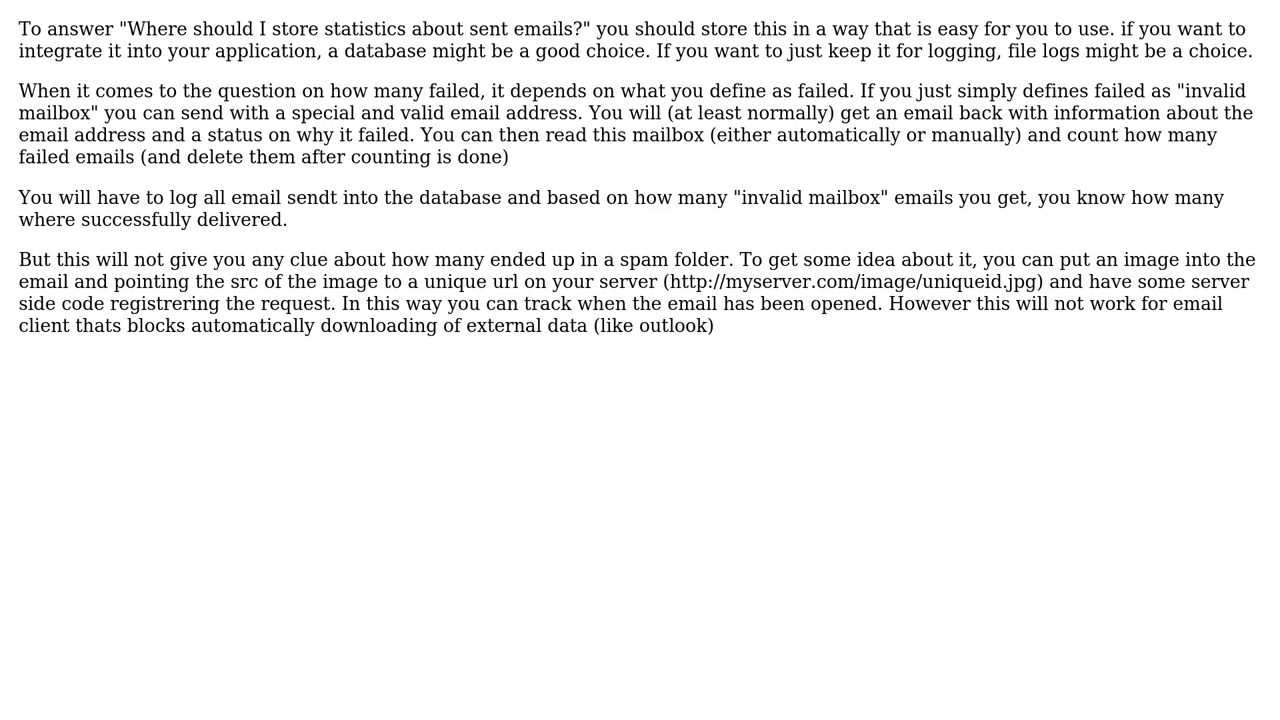 To answer "Where should I store statistics about sent emails?" you should store this in a way that is easy for you to use. if you want to
integrate it into your application, a database might be a good choice. If you want to just keep it for logging, file logs might be a choice.
When it comes to the question on how many failed, it depends on what you define as failed. If you just simply defines failed as "invalid
mailbox" you can send with a special and valid email address. You will (at least normally) get an email back with information about the
email address and a status on why it failed. You can then read this mailbox (either automatically or manually) and count how many
failed emails (and delete them after counting is done)
You will have to log all email sendt into the database and based on how many "invalid mailbox" emails you get, you know how many
where successfully delivered.
But this will not give you any clue about how many ended up in a spam folder. To get some idea about it, you can put an image into the
email and pointing the src of the image to a unique url on your server (http://myserver.com/image/uniqueid.jpg) and have some server
side code registrering the request. In this way you can track when the email has been opened. However this will not work for email
client thats blocks automatically downloading of external data (like outlook)